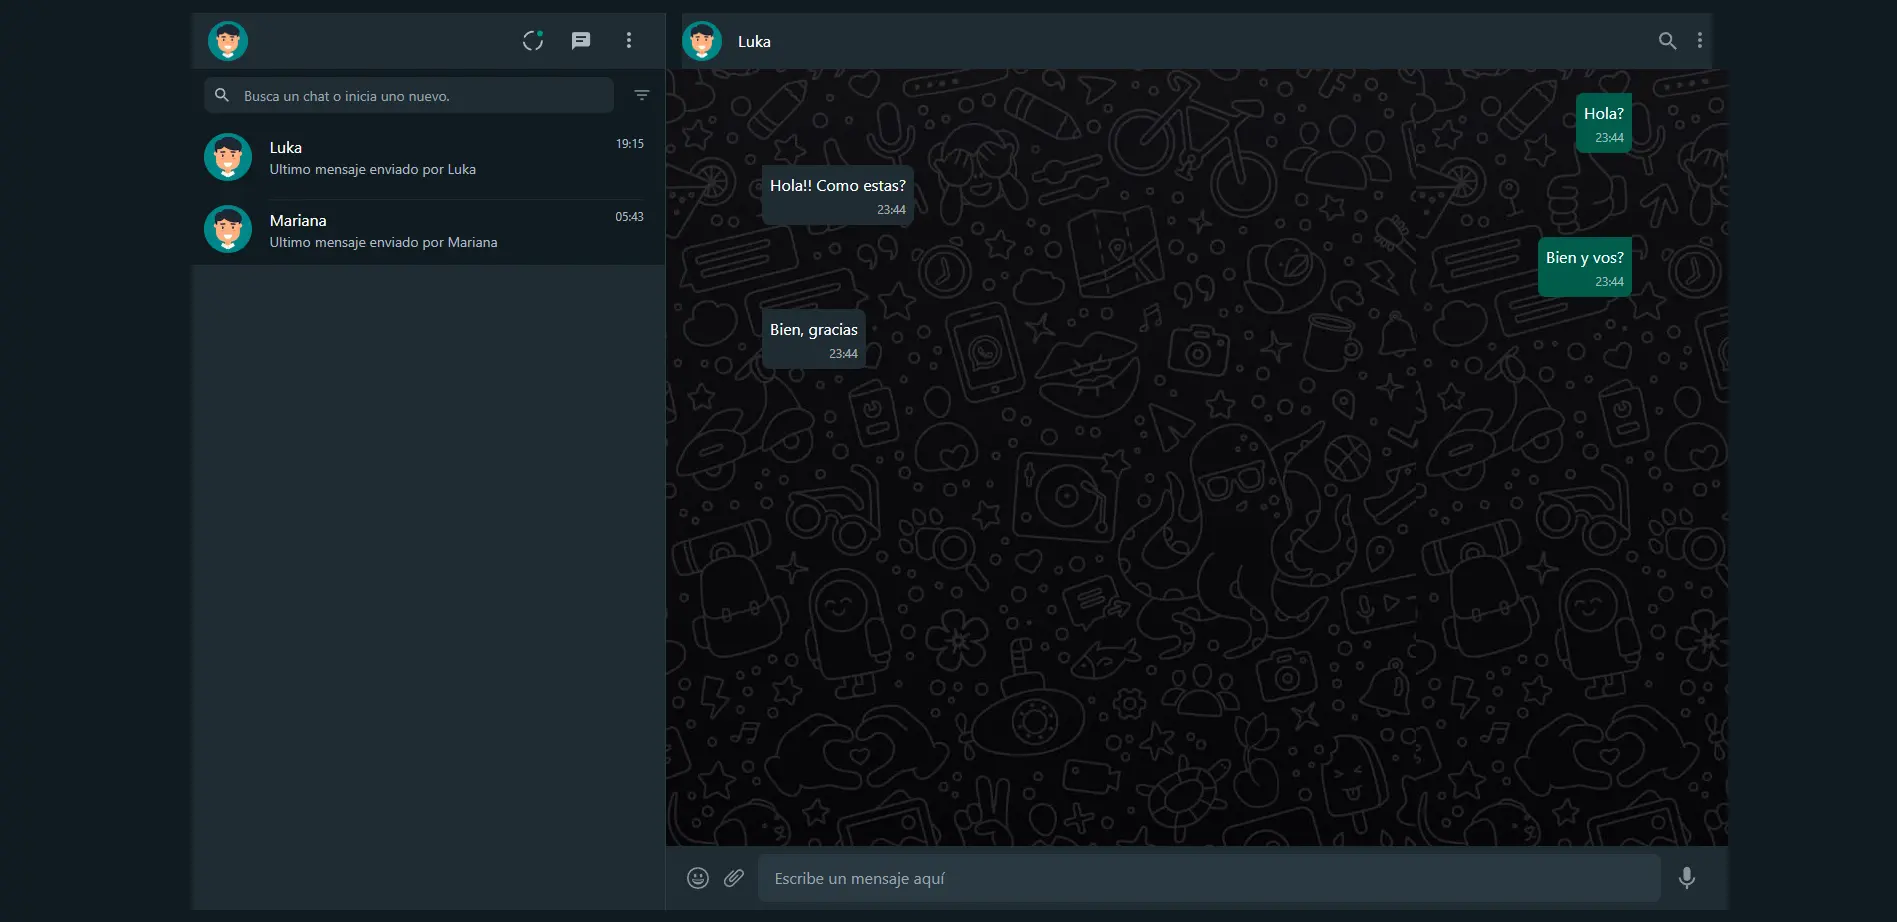 Luka
Busca un chat o inicia uno nuevo.
Luka
19:15
Ultimo mensaje enviado por Luka
Mariana
05:43
Ultimo mensaje enviado por Mariana
Hola?
23:44
Hola!! Como estas?
23:44
Bien y vos?
23:44
Bien, gracias
23:44
Escribe un mensaje aquí